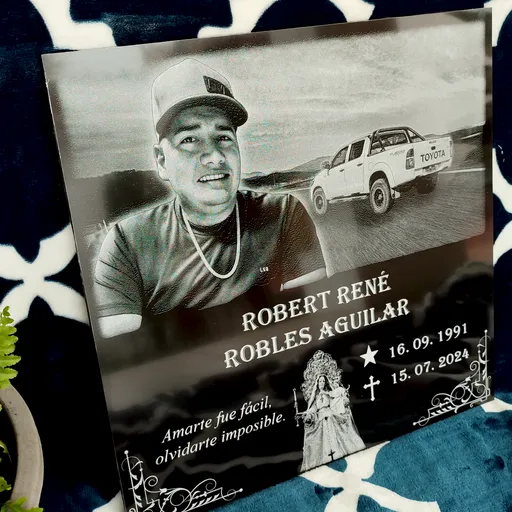 TOYOTA
ROBERT RENÉ
ROBLES AGUILAR
16. 09. 1991
15. 07. 2024
Amarte fue fácil,
olvidarte imposible.